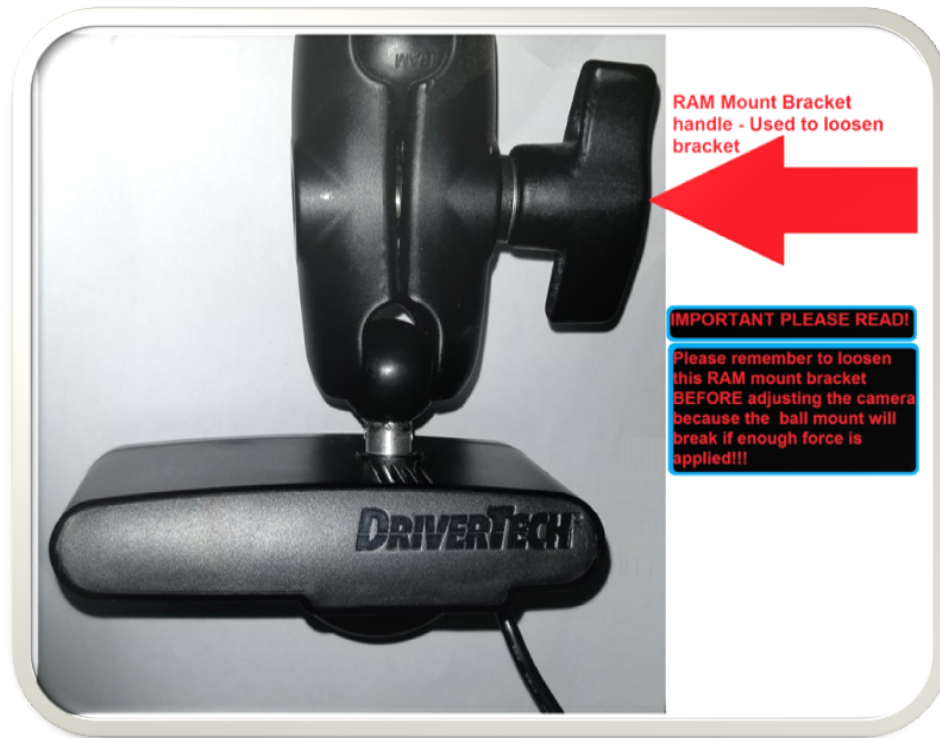 RAM
RAM Mount Bracket
handle - Used to loosen
bracket
IMPORTANT PLEASE READ!
Please remember to loosen
this RAM mount bracket
BEFORE adjusting the camera
because the ball mount will
break if enough force is
applied!!!
DRIVERTECH